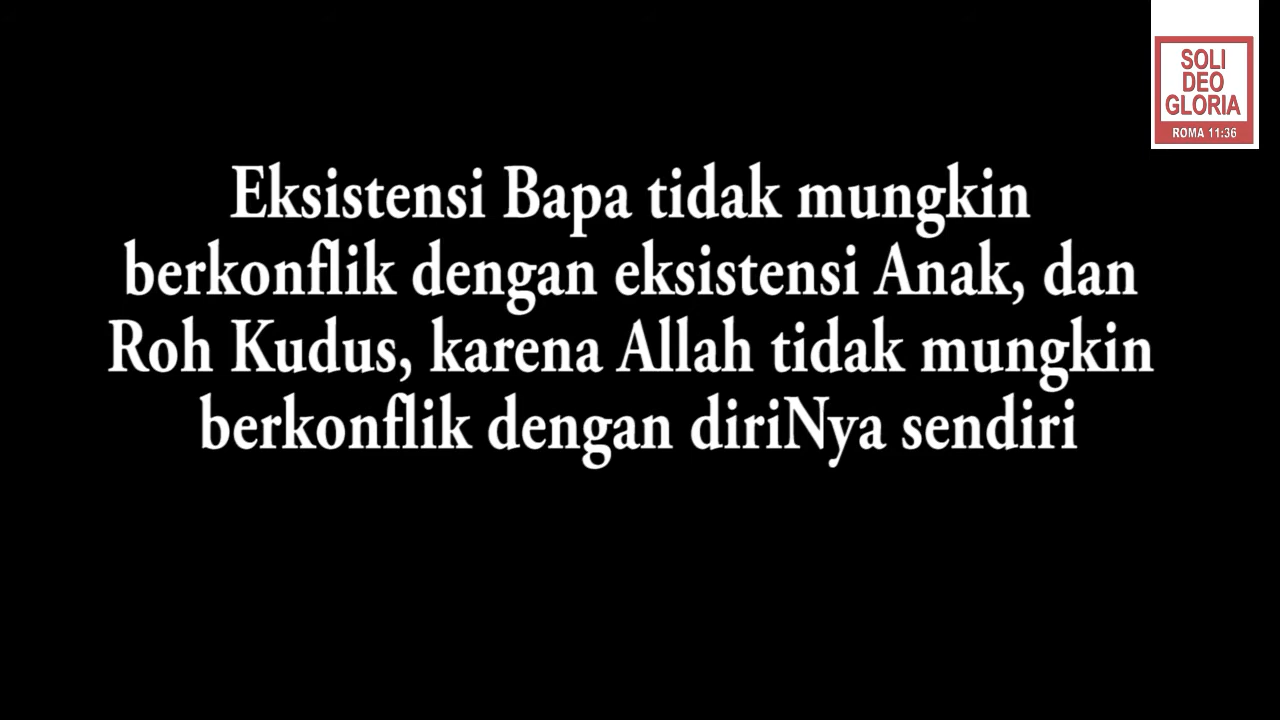 SOLI
DEO
GLORIA
ROMA 11:36
Eksistensi Bapa tidak mungkin
berkonflik dengan eksistensi Anak, dan
Roh Kudus, karena Allah tidak mungkin
berkonflik dengan diriNya sendiri